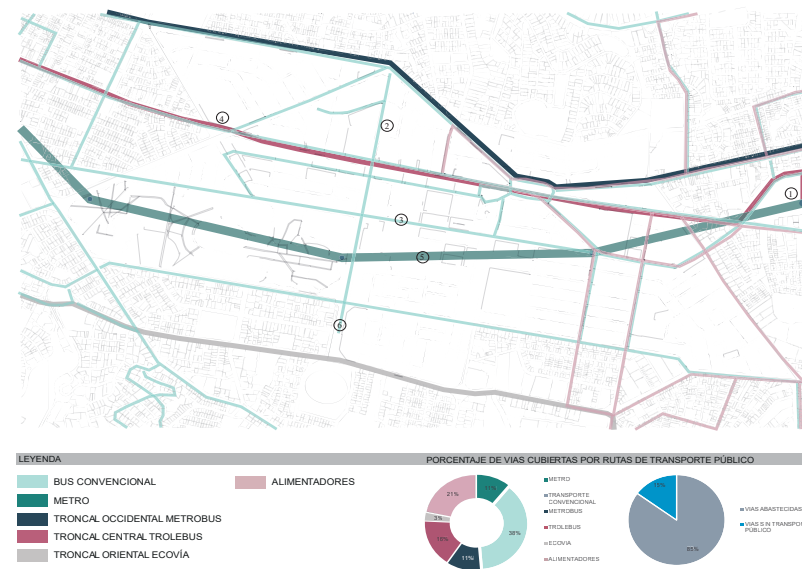 4
2
1
3
5
6
LEYENDA
BUS CONVENCIONAL
METRO
TRONCAL OCCIDENTAL METROBUS
TRONCAL CENTRAL TROLEBUS
TRONCAL ORIENTAL ECOVÍA
ALIMENTADORES
PORCENTAJE DE VIAS CUBIERTAS POR RUTAS DE TRANSPORTE PÚBLICO
21%
3%
11%
38%
METRO
TRANSPORTE
CONVENCIONAL
METROBUS
TROLEBUS
ECOVIA
ALIMENTADORES
85%
VIAS ABASTECIDAS
VIAS SIN TRANSPO
PÚBLICO